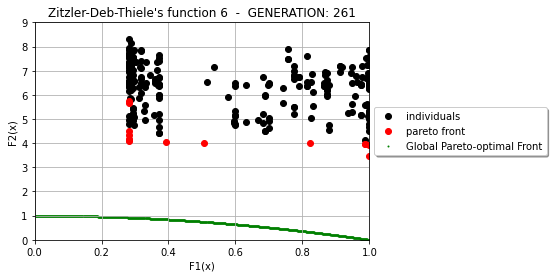 Zitzler-Deb-Thiele's function 6 - GENERATION: 261
9
8
7
6
5
4
3
2
1
0
F2(x)
0.0 0.2 0.4 0.6 0.8 1.0
F1(x)
individuals
pareto front
Global Pareto-optimal Front